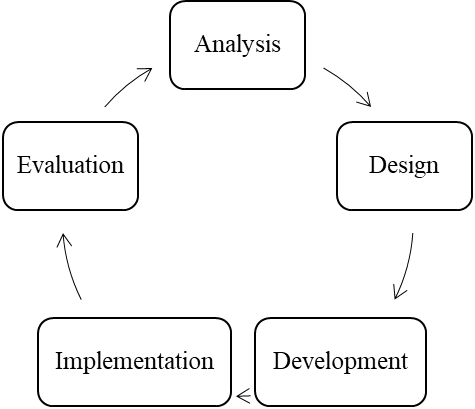 Analysis
Design
Development
Implementation
Evaluation